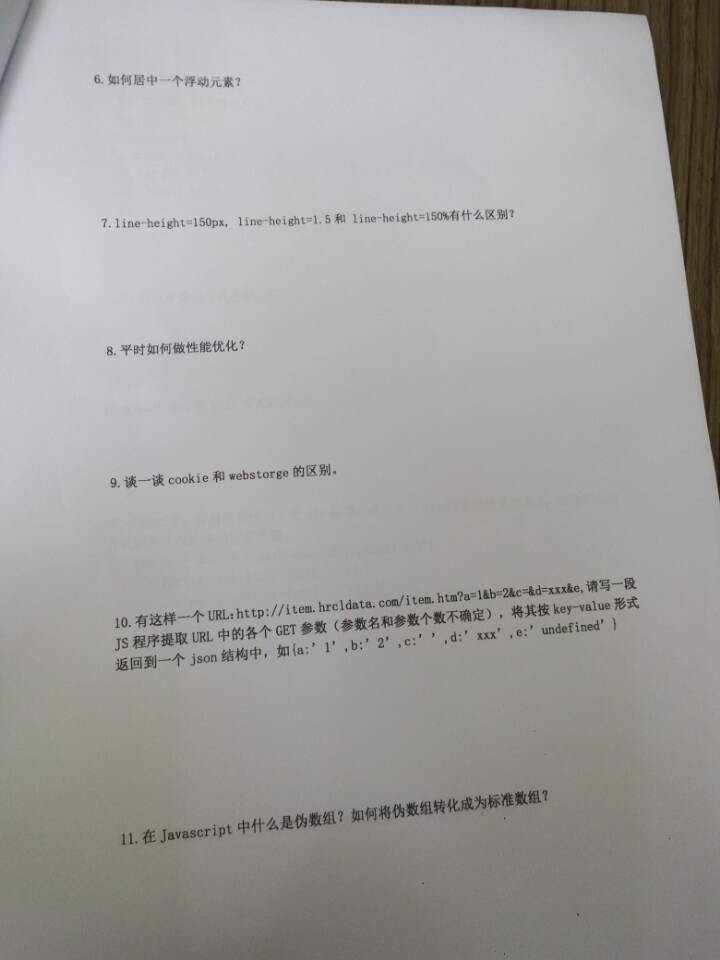 6.如何居中一个浮动元素?
7.line-height=150px, line-height=1.5 和 line-height=150%有什么区别?
8.平时如何做性能优化?
9.谈一谈 cookie 和 webstorge 的区别。
10.有这样一个 URL:http://item.hrcldata.com/item.htm?a=1&b=2&c=&d=xxx&e,请写一段
JS 程序提取 URL 中的各个 GET 参数（参数名和参数个数不确定），将其按 key-value 形式
返回到一个 json 结构中，如{a:’1’,b:’2’,c:’’,d:’xxx’,e:’undefined’}
11.在 Javascript 中什么是伪数组？如何将伪数组转化成为标准数组?